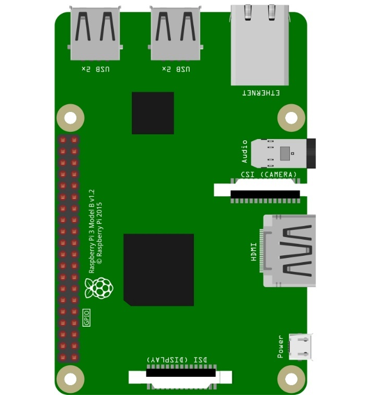 USB 2x
USB 2x
ETHERNET
Audio
CSI (CAMERA)
HDMI
Raspberry Pi 3 Model B v1.2
© Raspberry Pi 2015
GPIO
Power
DSI (DISPLAY)